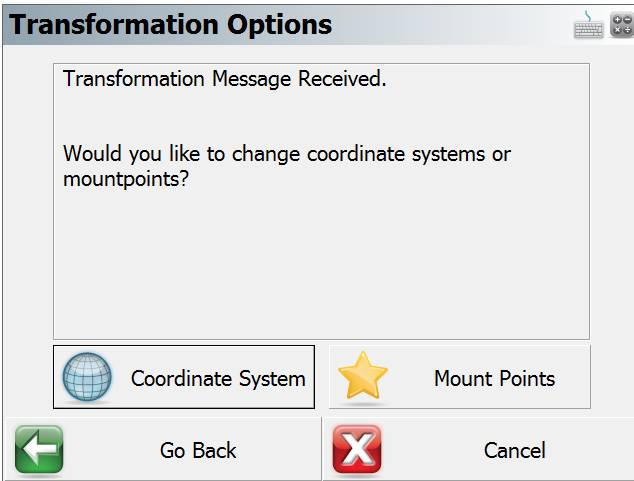 Transformation Options
Transformation Message Received.
Would you like to change coordinate systems or
mountpoints?
Coordinate System
Mount Points
Go Back
Cancel